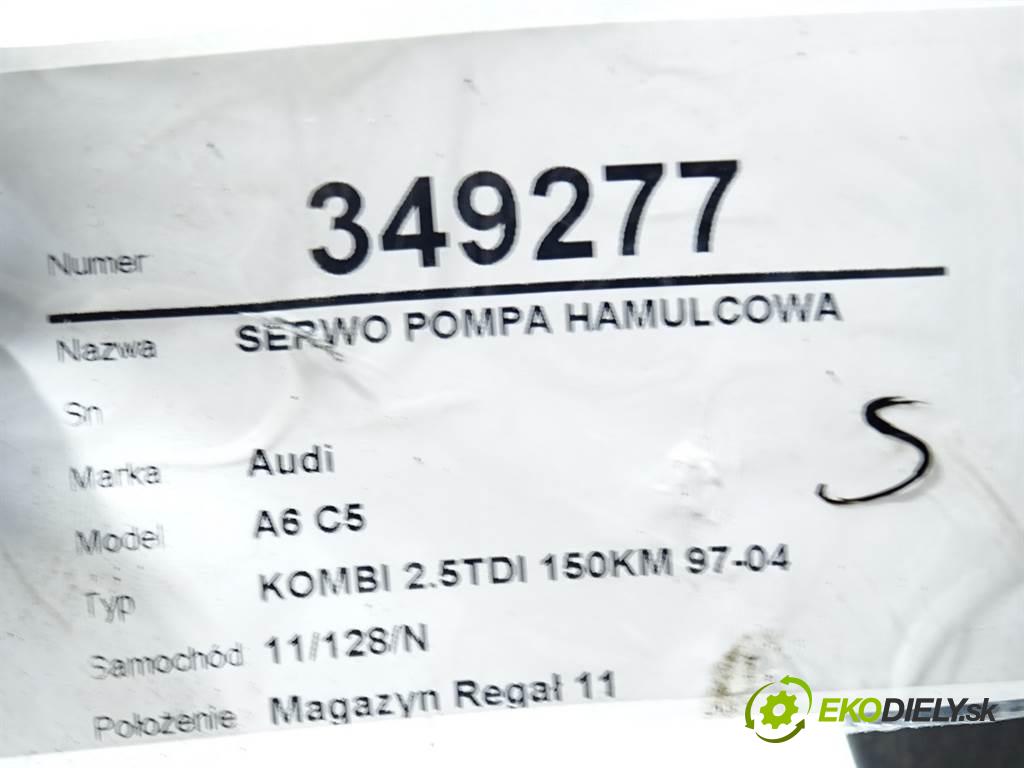 Numer 349277
Nazwa SERWO POMPA HAMULCOWA
Sn
Marka Audi
Model A6 C5
Typ KOMBI 2.5TDI 150KM 97-04
Samochód 11/128/N
Położenie Magazyn Regał 11
S
EKODIELY.sk